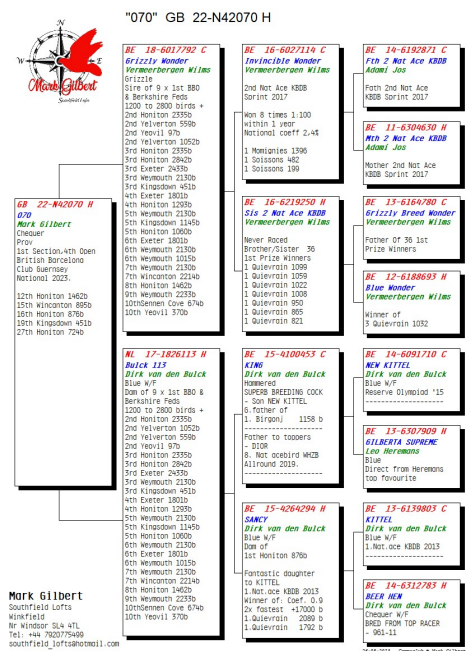 "070" GB 22-N42070 H
N
W
E
S
Mark Gilbert
Southfield Lofts
GB 22-N42070 H
070
Mark Gilbert
Chequer
Prov
1st Section,4th Open
British Barcelona
Club Guernsey
National 2023.
12th Honiton 1462b
15th Wincanton 895b
16th Honiton 876b
19th Kingsdown 451b
27th Honiton 724b
Mark Gilbert
Southfield Lofts
Winkfield
Nr Windsor SL4 4TL
Tel: +44 7920775499
southfield_lofts@hotmail.com
BE 18-6017792 C
Grizzly Wonder
Vermeerbergen Wilms
Grizzle
Sire of 9 x 1st BBO
& Berkshire Feds
1200 to 2800 birds +
2nd Honiton 2335b
2nd Yelverton 559b
2nd Yeovil 97b
2nd Yelverton 1052b
3rd Honiton 2335b
3rd Honiton 2842b
3rd Exeter 2433b
3rd Weymouth 2130b
3rd Kingsdown 451b
4th Exeter 1801b
4th Honiton 1293b
5th Weymouth 2130b
5th Kingsdown 1145b
5th Honiton 1060b
6th Exeter 1801b
6th Weymouth 2130b
6th Weymouth 1015b
7th Weymouth 2130b
7th Wincanton 2214b
8th Honiton 1462b
9th Weymouth 2233b
10thSennen Cove 674b
10th Yeovil 370b
NL 17-1826113 H
Bulck 113
Dirk van den Bulck
Blue W/F
Dam of 9 x 1st BBO &
Berkshire Feds
1200 to 2800 birds +
2nd Honiton 2335b
2nd Yelverton 1052b
2nd Yelverton 559b
2nd Yeovil 97b
3rd Honiton 2335b
3rd Honiton 2842b
3rd Exeter 2433b
3rd Weymouth 2130b
3rd Kingsdown 451b
4th Exeter 1801b
4th Honiton 1293b
5th Weymouth 2130b
5th Kingsdown 1145b
5th Honiton 1060b
6th Weymouth 2130b
6th Exeter 1801b
6th Weymouth 1015b
7th Weymouth 2130b
7th Wincanton 2214b
8th Honiton 1462b
9th Weymouth 2233b
10thSennen Cove 674b
10th Yeovil 370b
BE 16-6027114 C
Invincible Wonder
Vermeerbergen Wilms
2nd Nat Ace KBDB
Sprint 2017
Won 8 times 1:100
within 1 year
National coeff 2,4%
1 Momignies 1396
1 Soissons 482
1 Soissons 199
BE 16-6219250 H
Sis 2 Nat Ace KBDB
Vermeerbergen Wilms
Never Raced
Brother/Sister 36
1st Prize Winners
1 Quievrain 1099
1 Quievrain 1059
1 Quievrain 1022
1 Quievrain 1008
1 Quievrain 950
1 Quievrain 865
1 Quievrain 821
BE 15-4100453 C
KING
Dirk van den Bulck
Hammered
SUPERB BREEDING COCK
- Son NEW KITTEL
G.father of
1. Birgonj 1158 b
--------------------
Father to toppers
- DIOR
8. Nat acebird WHZB
Allround 2019.
--------------------
BE 15-4264294 H
SANCY
Dirk van den Bulck
Blue W/F
Dam of
1st Honiton 876b
Fantastic daughter
to KITTEL
1.Nat.ace KBDB 2013
Winner of: Coef. 0.9
2x fastest +17000 b
1.Quievrain 2089 b
1.Quievrain 1792 b
BE 14-6192871 C
Fth 2 Nat Ace KBDB
Adami Jos
Fath 2nd Nat Ace
KBDB Sprint 2017
BE 11-6304630 H
Mth 2 Nat Ace KBDB
Adami Jos
Mother 2nd Nat Ace
KBDB Sprint 2017
BE 13-6164780 C
Grizzly Breed Wonder
Vermeerbergen Wilms
Father Of 36 1st
Prize Winners
BE 12-6188693 H
Blue Wonder
Vermeerbergen Wilms
Winner of
3 Quievrain 1032
BE 14-6091710 C
NEW KITTEL
Dirk van den Bulck
Blue W/F
Reserve Olympiad '15
--------------------
BE 13-6307909 H
GILBERTA SUPREME
Leo Heremans
Blue
Direct from Heremans
top favourite
BE 13-6139803 C
KITTEL
Dirk van den Bulck
Blue W/F
1.Nat.ace KBDB 2013
--------------------
BE 14-6312783 H
BEER HEN
Dirk van den Bulck
Chequer W/F
BRED FROM TOP RACER
- 961-11